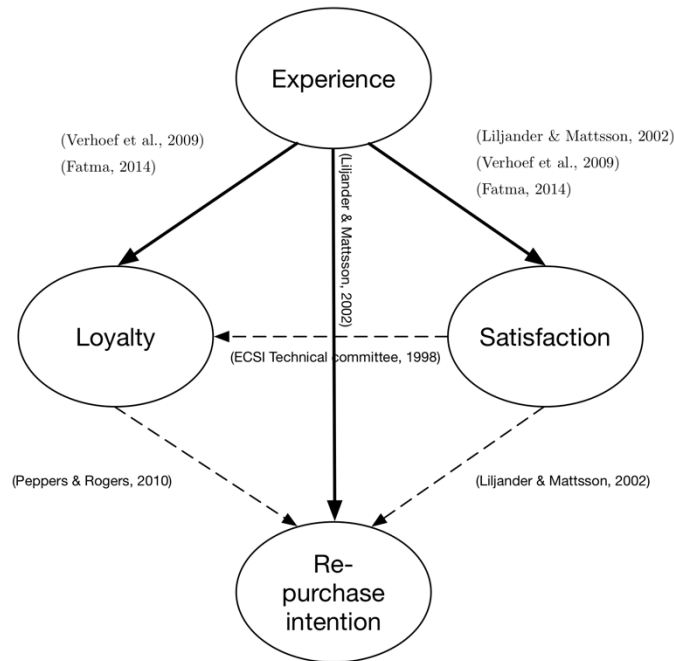 Experience
(Verhoef et al., 2009)
(Fatma, 2014)
(Liljander & Mattsson, 2002)
(Liljander & Mattsson, 2002)
(Verhoef et al., 2009)
(Fatma, 2014)
Loyalty
Satisfaction
(ECSI Technical committee, 1998)
(Peppers & Rogers, 2010)
(Liljander & Mattsson, 2002)
Re-
purchase
intention